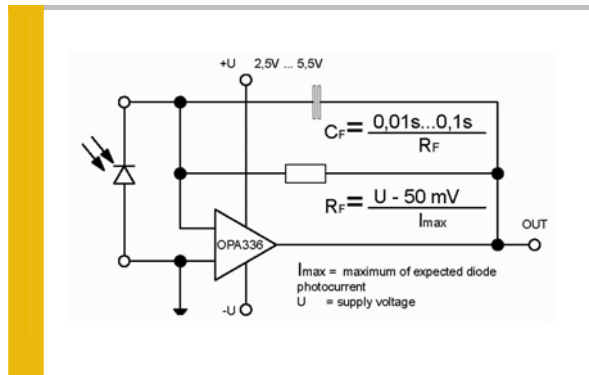 +U 2,5V ... 5,5V
CF= 0,01s...0,1s
RF
RF= U - 50 mV
Imax
OUT
OPA336
Imax = maximum of expected diode
photocurrent
U = supply voltage
-U